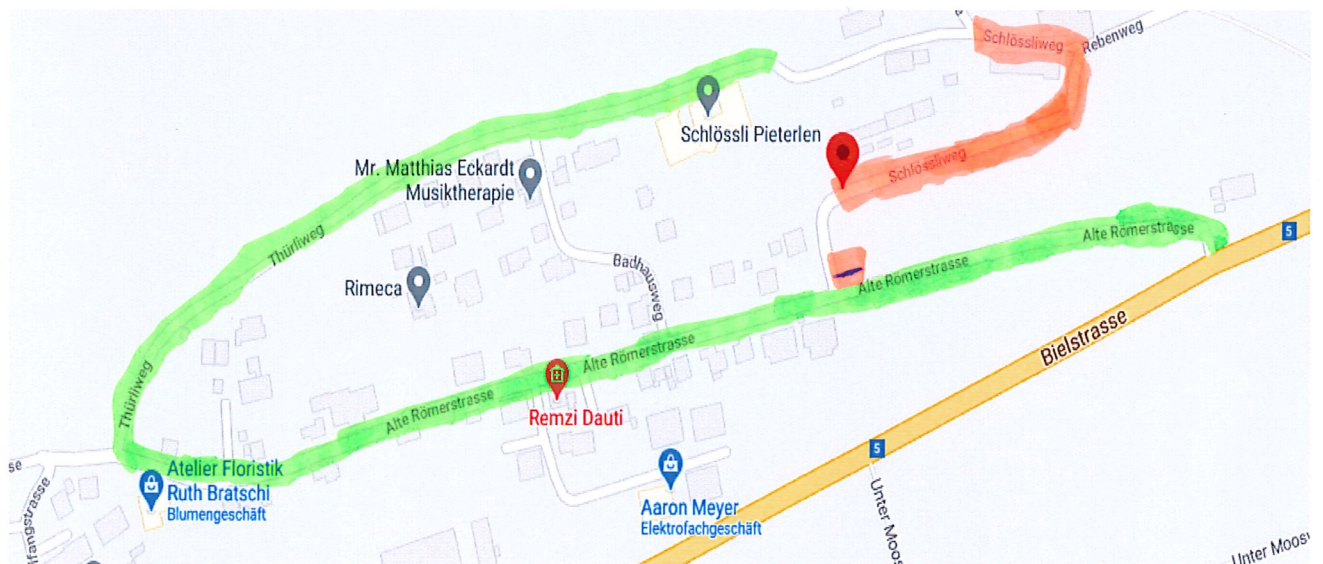 Schlössliweg
Rebenweg
Schlössli Pieterlen
Mr. Matthias Eckardt
Musiktherapie
Schlössliweg
Thürliweg
Badhausweg
Alte Römerstrasse
5
Rimeca
Alte Römerstrasse
Bielstrasse
Alte Römerstrasse
Thürliweg
Alte Römerstrasse
Remzi Dauti
5
se
Atelier Floristik
Ruth Bratschi
Blumengeschäft
Aaron Meyer
Elektrofachgeschäft
ifangstrasse
Unter Moos
Unter Moosw